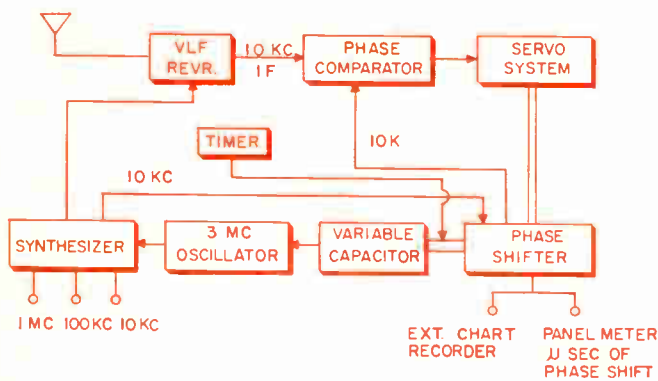 VLF
REVR.
10 KC
1F
PHASE
COMPARATOR
SERVO
SYSTEM
TIMER
10K
10 KC
SYNTHESIZER
3 MC
OSCILLATOR
VARIABLE
CAPACITOR
PHASE
SHIFTER
1 MC 100KC 10KC
EXT. CHART
RECORDER
PANEL METER
µ SEC OF
PHASE SHIFT